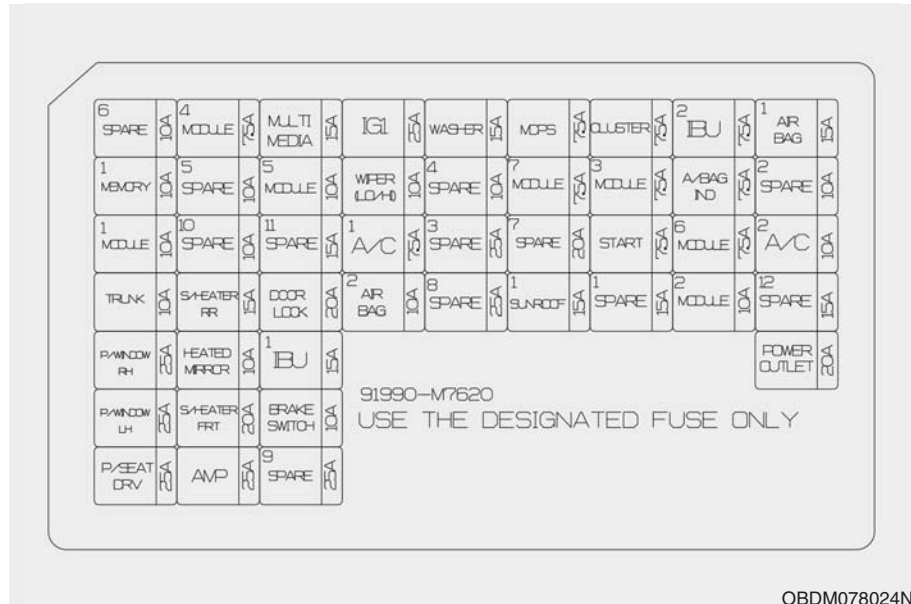 6 SPARE 10A 4 MODULE 7.5A MULTI MEDIA 15A IG1 25A WASHER 15A MDPS 7.5A CLUSTER 7.5A 2 IBU 7.5A 1 AIR BAG 15A
1 MEMORY 10A 5 SPARE 10A 5 MODULE 10A WIPER (LO/HI) 10A 4 SPARE 10A 7 MODULE 7.5A 3 MODULE 7.5A A/BAG IND 7.5A 2 SPARE 10A
1 MODULE 10A 10 SPARE 10A 11 SPARE 15A 1 A/C 7.5A 3 SPARE 25A 7 SPARE 20A START 7.5A 6 MODULE 7.5A 2 A/C 10A
TRUNK 10A S/HEATER RR 15A DOOR LOCK 20A 2 AIR BAG 10A 8 SPARE 25A 1 SUNROOF 15A 1 SPARE 15A 2 MODULE 10A 12 SPARE 15A
P/WINDOW RH 25A HEATED MIRROR 10A 1 IBU 15A POWER OUTLET 20A
91990-M7620
P/WINDOW LH 25A S/HEATER FRT 20A BRAKE SWITCH 10A USE THE DESIGNATED FUSE ONLY
P/SEAT DRV 25A AMP 25A 9 SPARE 25A
OBDM078024N